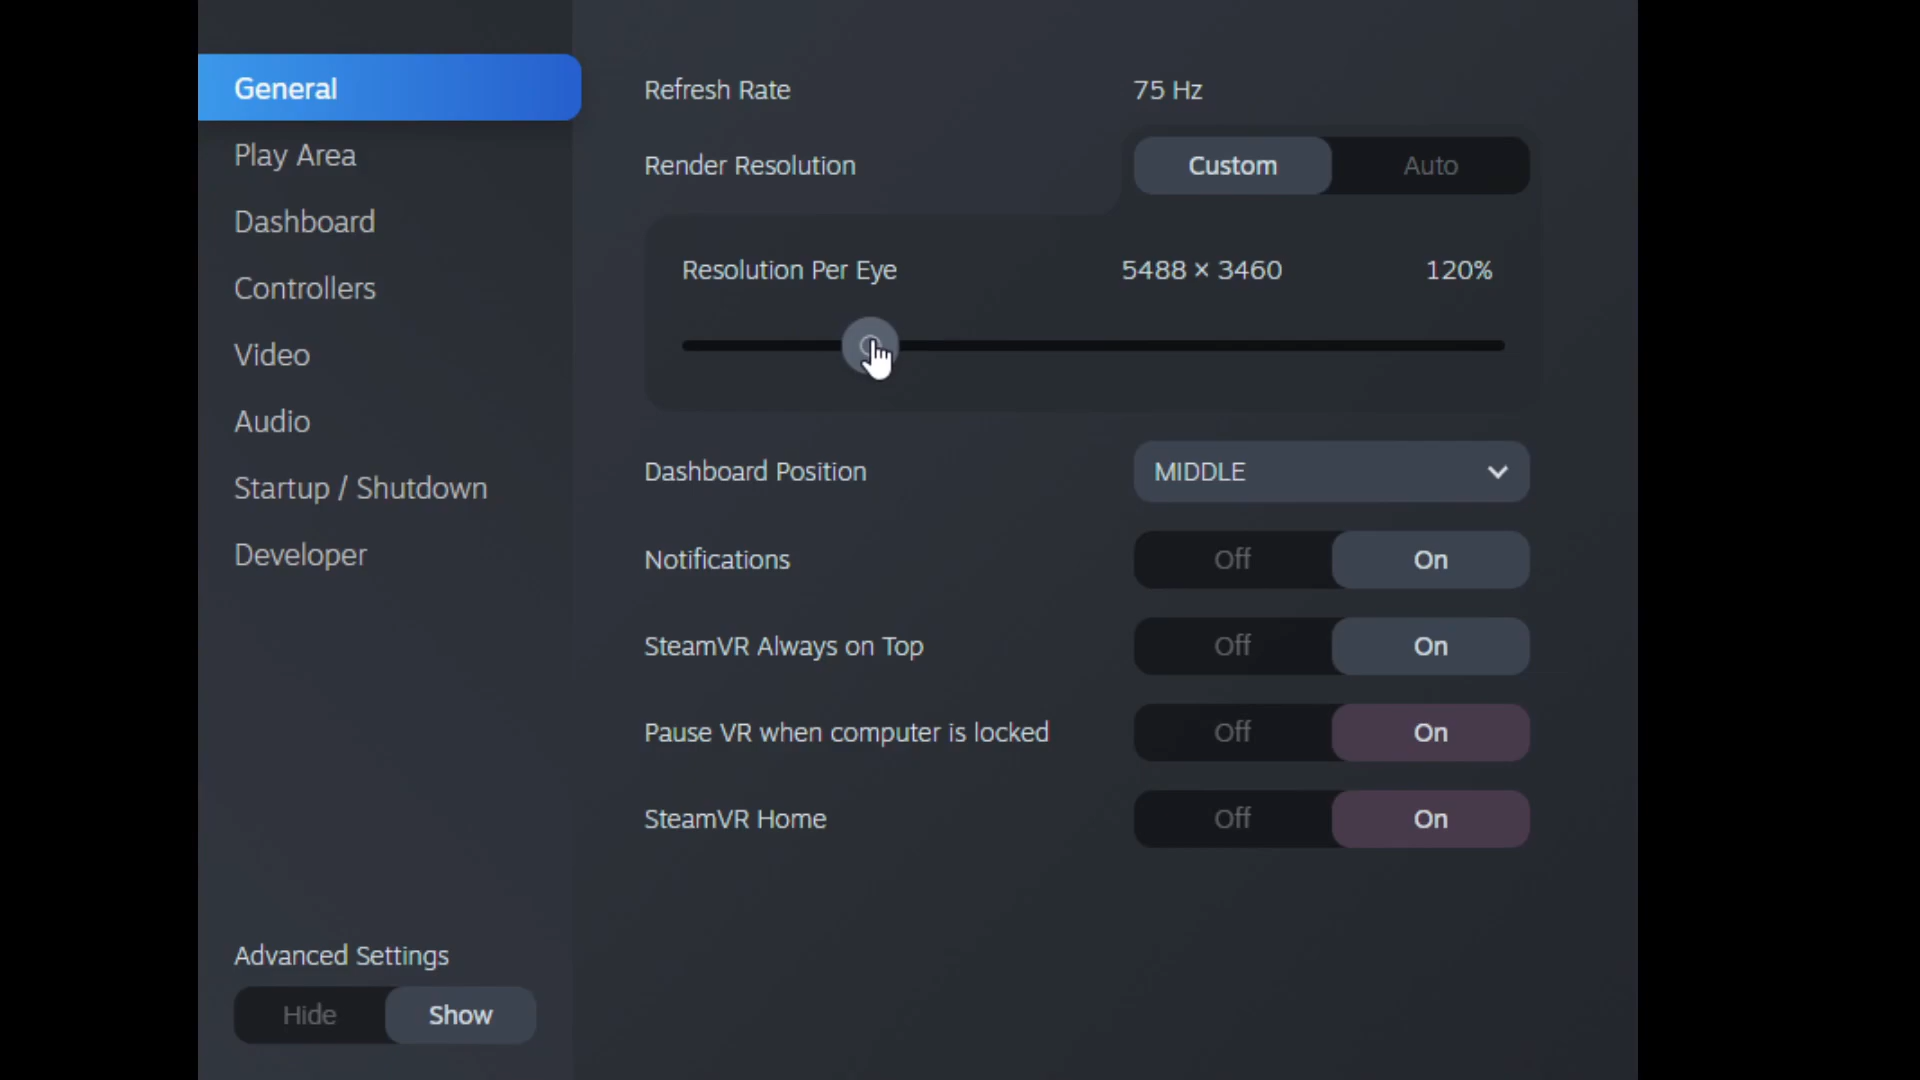 General
Play Area
Dashboard
Controllers
Video
Audio
Startup / Shutdown
Developer
Advanced Settings
Hide Show
Refresh Rate 75 Hz
Render Resolution Custom Auto
Resolution Per Eye 5488 × 3460 120%
Dashboard Position MIDDLE
Notifications Off On
SteamVR Always on Top Off On
Pause VR when computer is locked Off On
SteamVR Home Off On